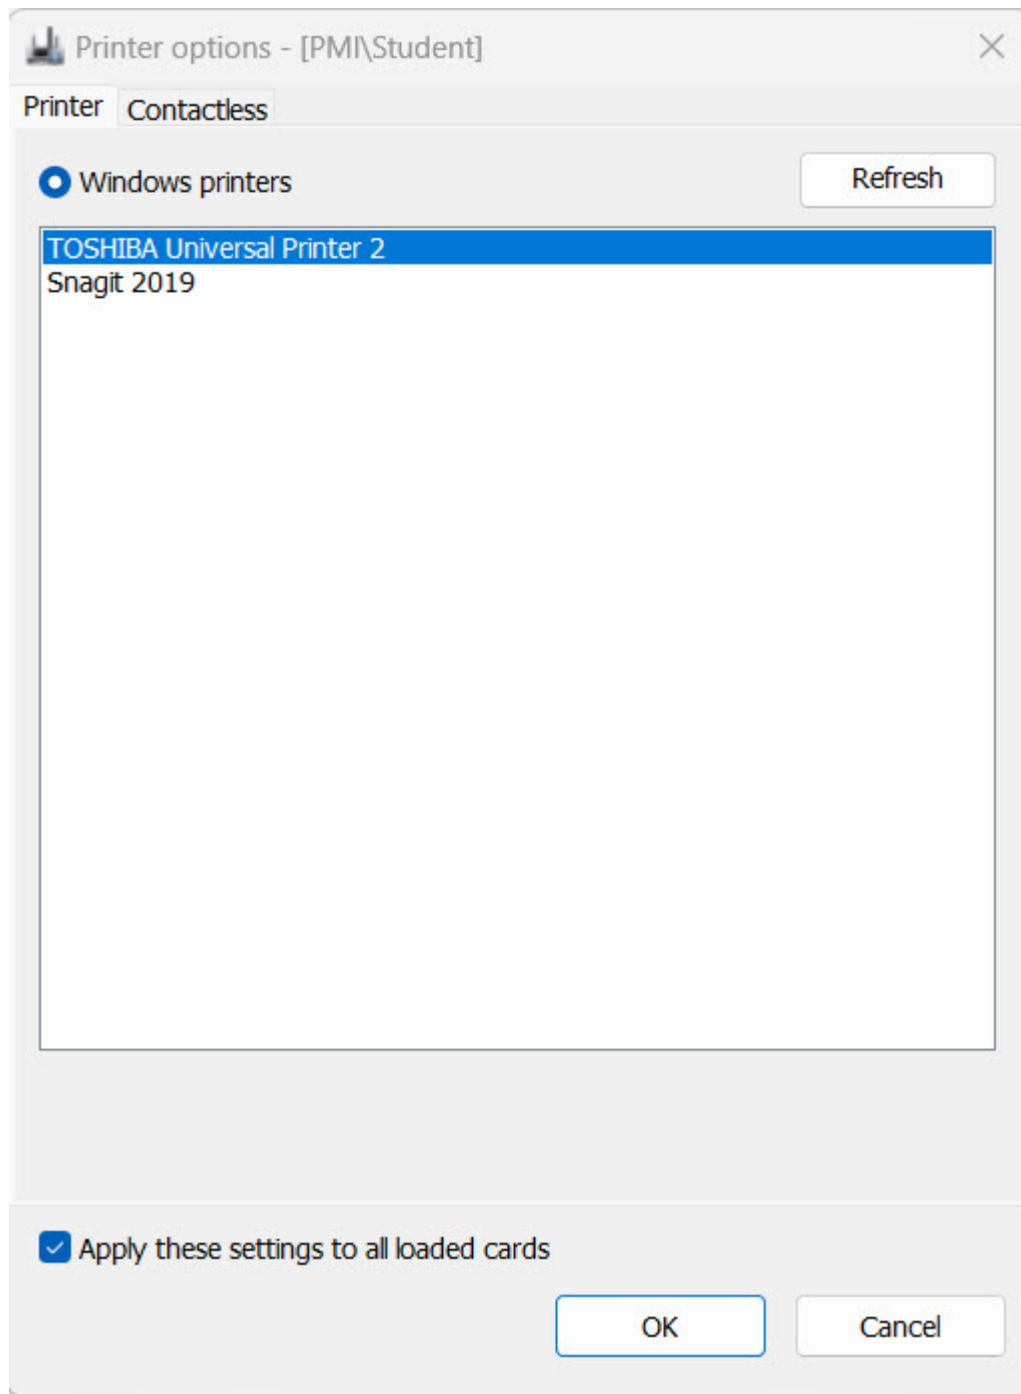 Printer options - [PMI\Student]
Printer Contactless
Windows printers Refresh
TOSHIBA Universal Printer 2
Snagit 2019
Apply these settings to all loaded cards
OK Cancel